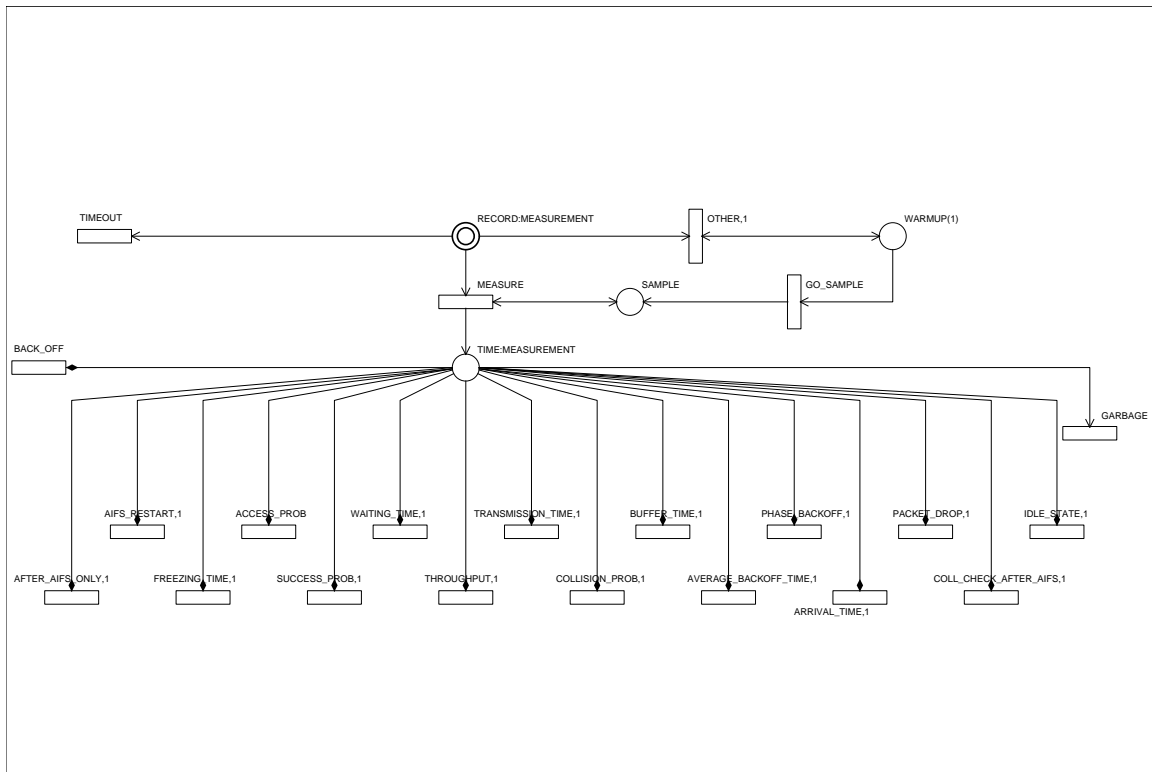 TIMEOUT
RECORD:MEASUREMENT
OTHER,1
WARMUP(1)
MEASURE
SAMPLE
GO_SAMPLE
BACK_OFF
TIME:MEASUREMENT
GARBAGE
AIFS_RESTART,1
ACCESS_PROB
WAITING_TIME,1
TRANSMISSION_TIME,1
BUFFER_TIME,1
PHASE_BACKOFF,1
PACKET_DROP,1
IDLE_STATE,1
AFTER_AIFS_ONLY,1
FREEZING_TIME,1
SUCCESS_PROB,1
THROUGHPUT,1
COLLISION_PROB,1
AVERAGE_BACKOFF_TIME,1
COLL_CHECK_AFTER_AIFS,1
ARRIVAL_TIME,1